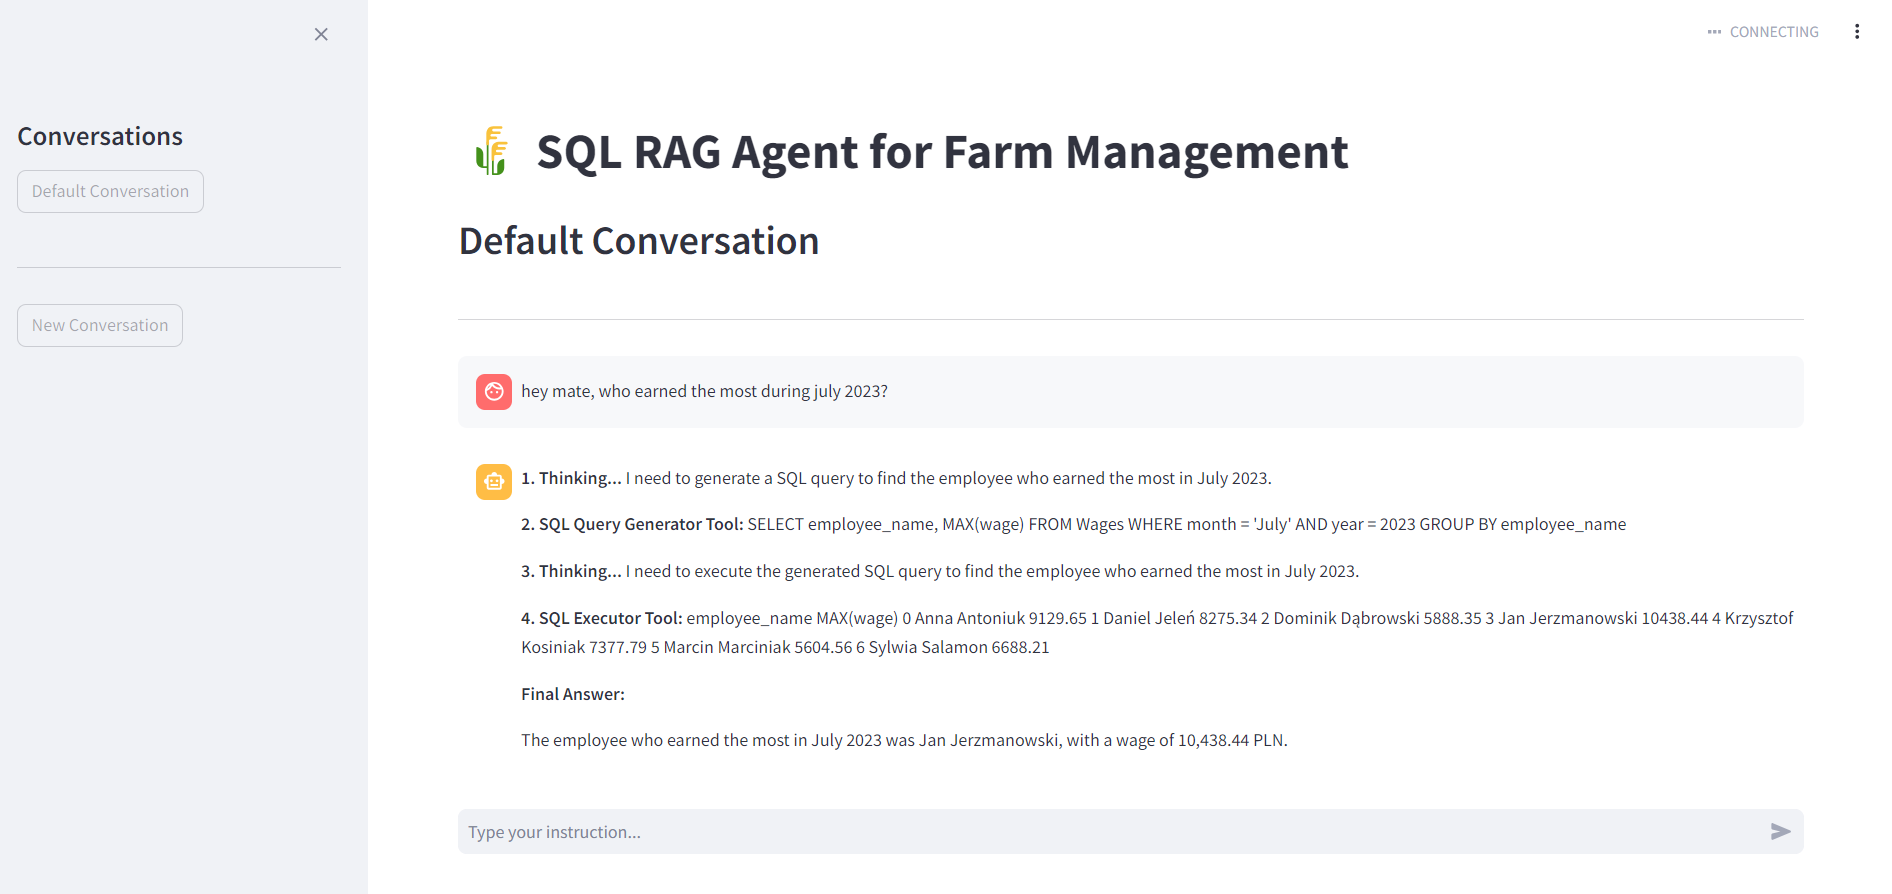 CONNECTING
Conversations
Default Conversation
New Conversation
SQL RAG Agent for Farm Management
Default Conversation
hey mate, who earned the most during july 2023?
1. Thinking... I need to generate a SQL query to find the employee who earned the most in July 2023.
2. SQL Query Generator Tool: SELECT employee_name, MAX(wage) FROM Wages WHERE month = 'July' AND year = 2023 GROUP BY employee_name
3. Thinking... I need to execute the generated SQL query to find the employee who earned the most in July 2023.
4. SQL Executor Tool: employee_name MAX(wage) 0 Anna Antoniuk 9129.65 1 Daniel Jeleń 8275.34 2 Dominik Dąbrowski 5888.35 3 Jan Jerzmanowski 10438.44 4 Krzysztof
Kosiniak 7377.79 5 Marcin Marciniak 5604.56 6 Sylwia Salamon 6688.21
Final Answer:
The employee who earned the most in July 2023 was Jan Jerzmanowski, with a wage of 10,438.44 PLN.
Type your instruction...